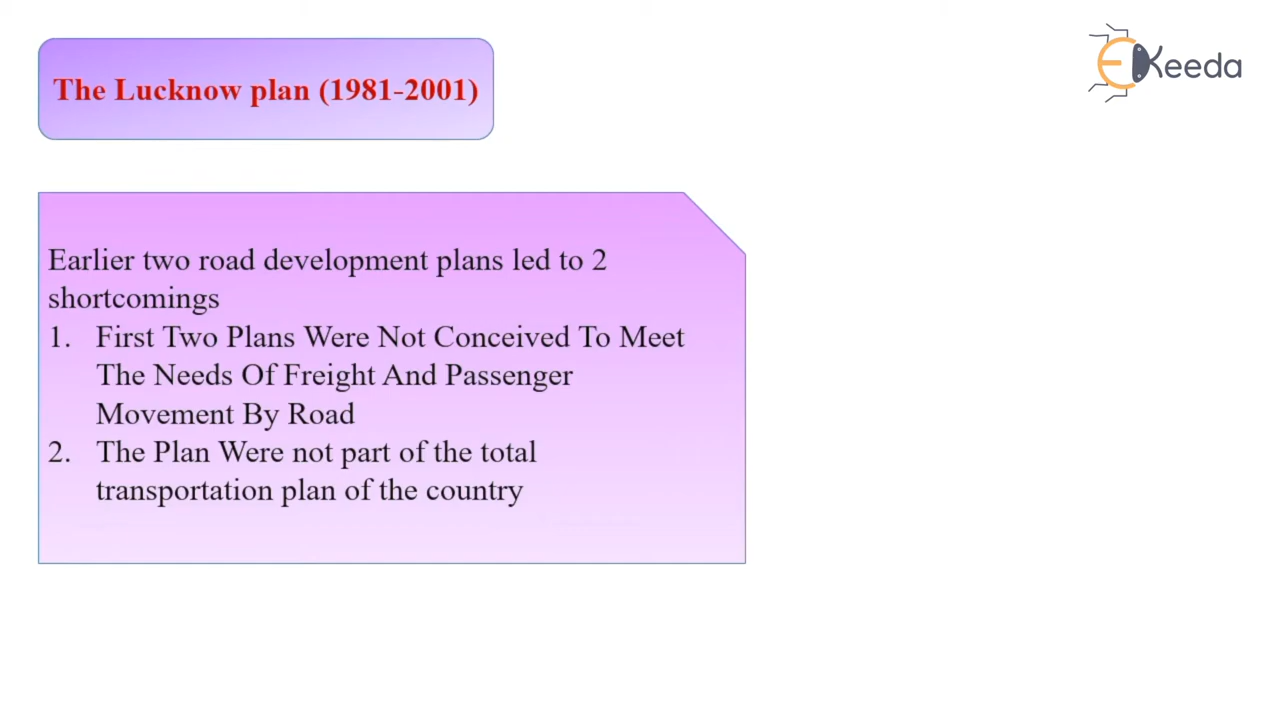 The Lucknow plan (1981-2001)
EKeeda
Earlier two road development plans led to 2
shortcomings
1. First Two Plans Were Not Conceived To Meet
The Needs Of Freight And Passenger
Movement By Road
2. The Plan Were not part of the total
transportation plan of the country